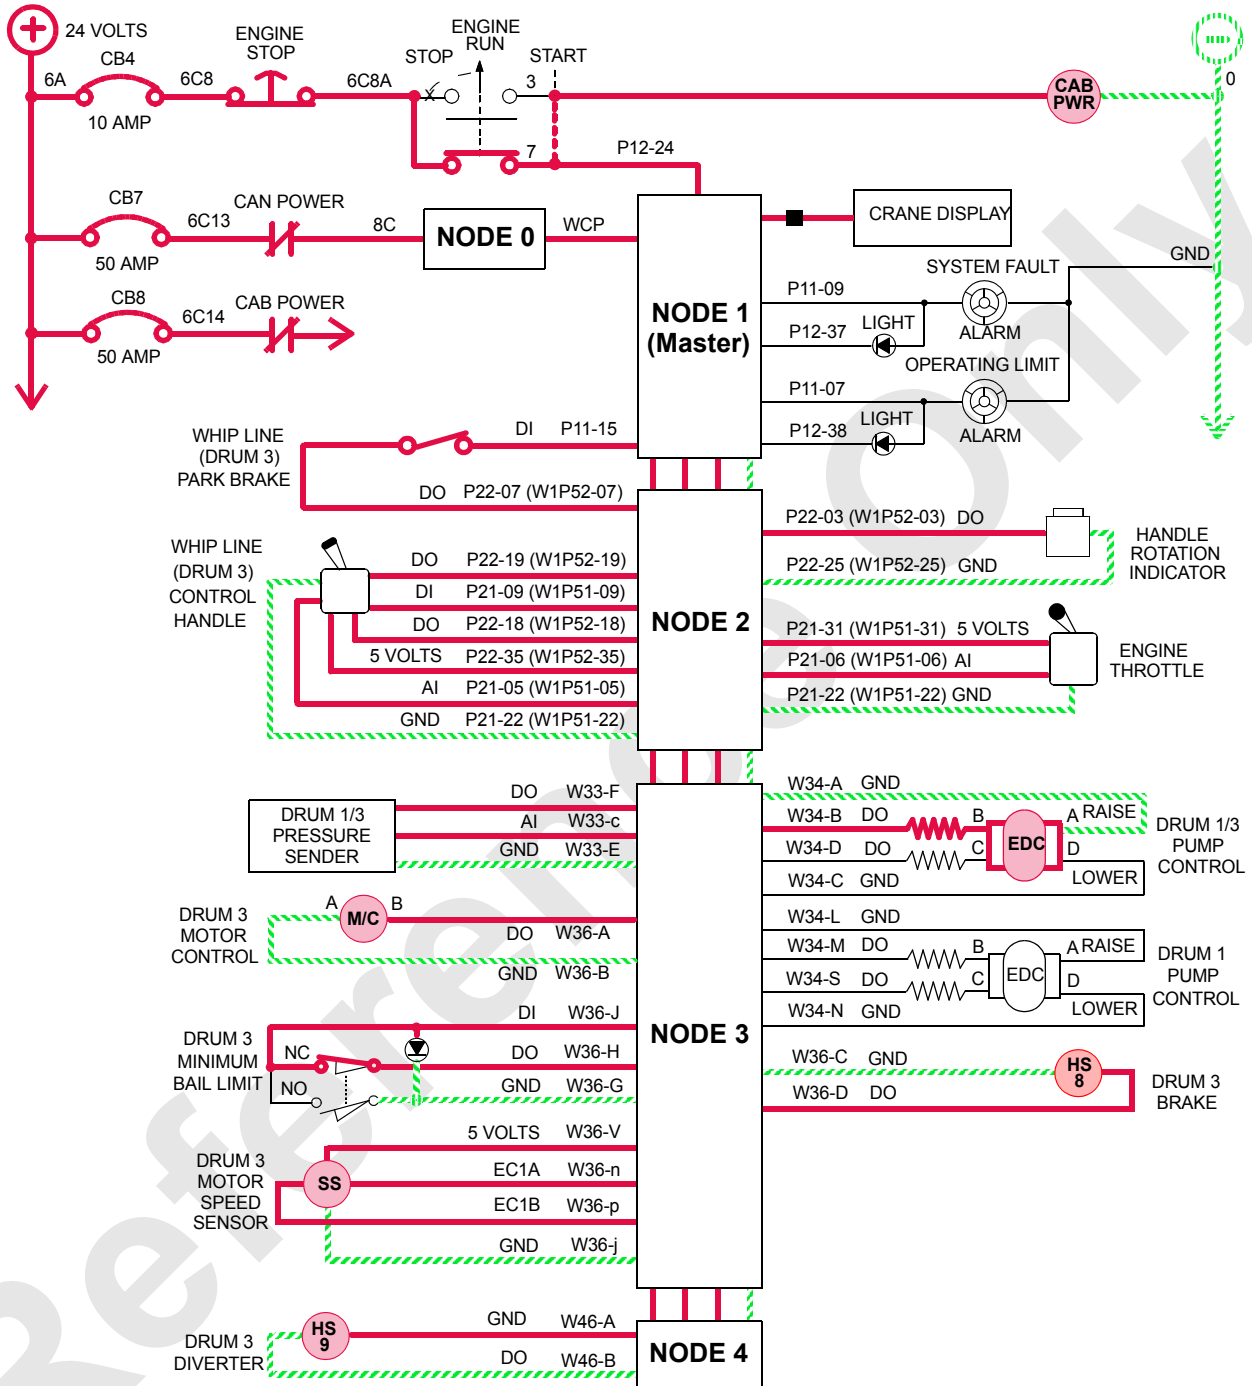 24 VOLTS
ENGINE
STOP
ENGINE
RUN
STOP
START
CB4
6A
6C8
6C8A
3
CAB
PWR
0
10 AMP
7
P12-24
CB7
CAN POWER
6C13
8C
NODE 0
WCP
CRANE DISPLAY
50 AMP
GND
SYSTEM FAULT
CB8
CAB POWER
6C14
P11-09
NODE 1
(Master)
LIGHT
P12-37
ALARM
50 AMP
OPERATING LIMIT
P11-07
LIGHT
P12-38
ALARM
WHIP LINE
(DRUM 3)
PARK BRAKE
DI P11-15
DO P22-07 (W1P52-07)
P22-03 (W1P52-03) DO
HANDLE
ROTATION
INDICATOR
P22-25 (W1P52-25) GND
WHIP LINE
(DRUM 3)
CONTROL
HANDLE
DO P22-19 (W1P52-19)
DI P21-09 (W1P51-09)
DO P22-18 (W1P52-18)
5 VOLTS P22-35 (W1P52-35)
AI P21-05 (W1P51-05)
GND P21-22 (W1P51-22)
NODE 2
P21-31 (W1P51-31) 5 VOLTS
P21-06 (W1P51-06) AI
P21-22 (W1P51-22) GND
ENGINE
THROTTLE
DRUM 1/3
PRESSURE
SENDER
DO W33-F
AI W33-c
GND W33-E
W34-A GND
W34-B DO
W34-D DO
W34-C GND
B
C
EDC
A RAISE
D
LOWER
DRUM 1/3
PUMP
CONTROL
DRUM 3
MOTOR
CONTROL
A
M/C
B
DO W36-A
GND W36-B
W34-L GND
W34-M DO
W34-S DO
W34-N GND
B
C
EDC
A RAISE
D
LOWER
DRUM 1
PUMP
CONTROL
NODE 3
DRUM 3
MINIMUM
BAIL LIMIT
NC
NO
DI W36-J
DO W36-H
GND W36-G
W36-C GND
W36-D DO
HS
8
DRUM 3
BRAKE
DRUM 3
MOTOR
SPEED
SENSOR
SS
5 VOLTS W36-V
EC1A W36-n
EC1B W36-p
GND W36-j
DRUM 3
DIVERTER
HS
9
GND W46-A
DO W46-B
NODE 4
Reference Only